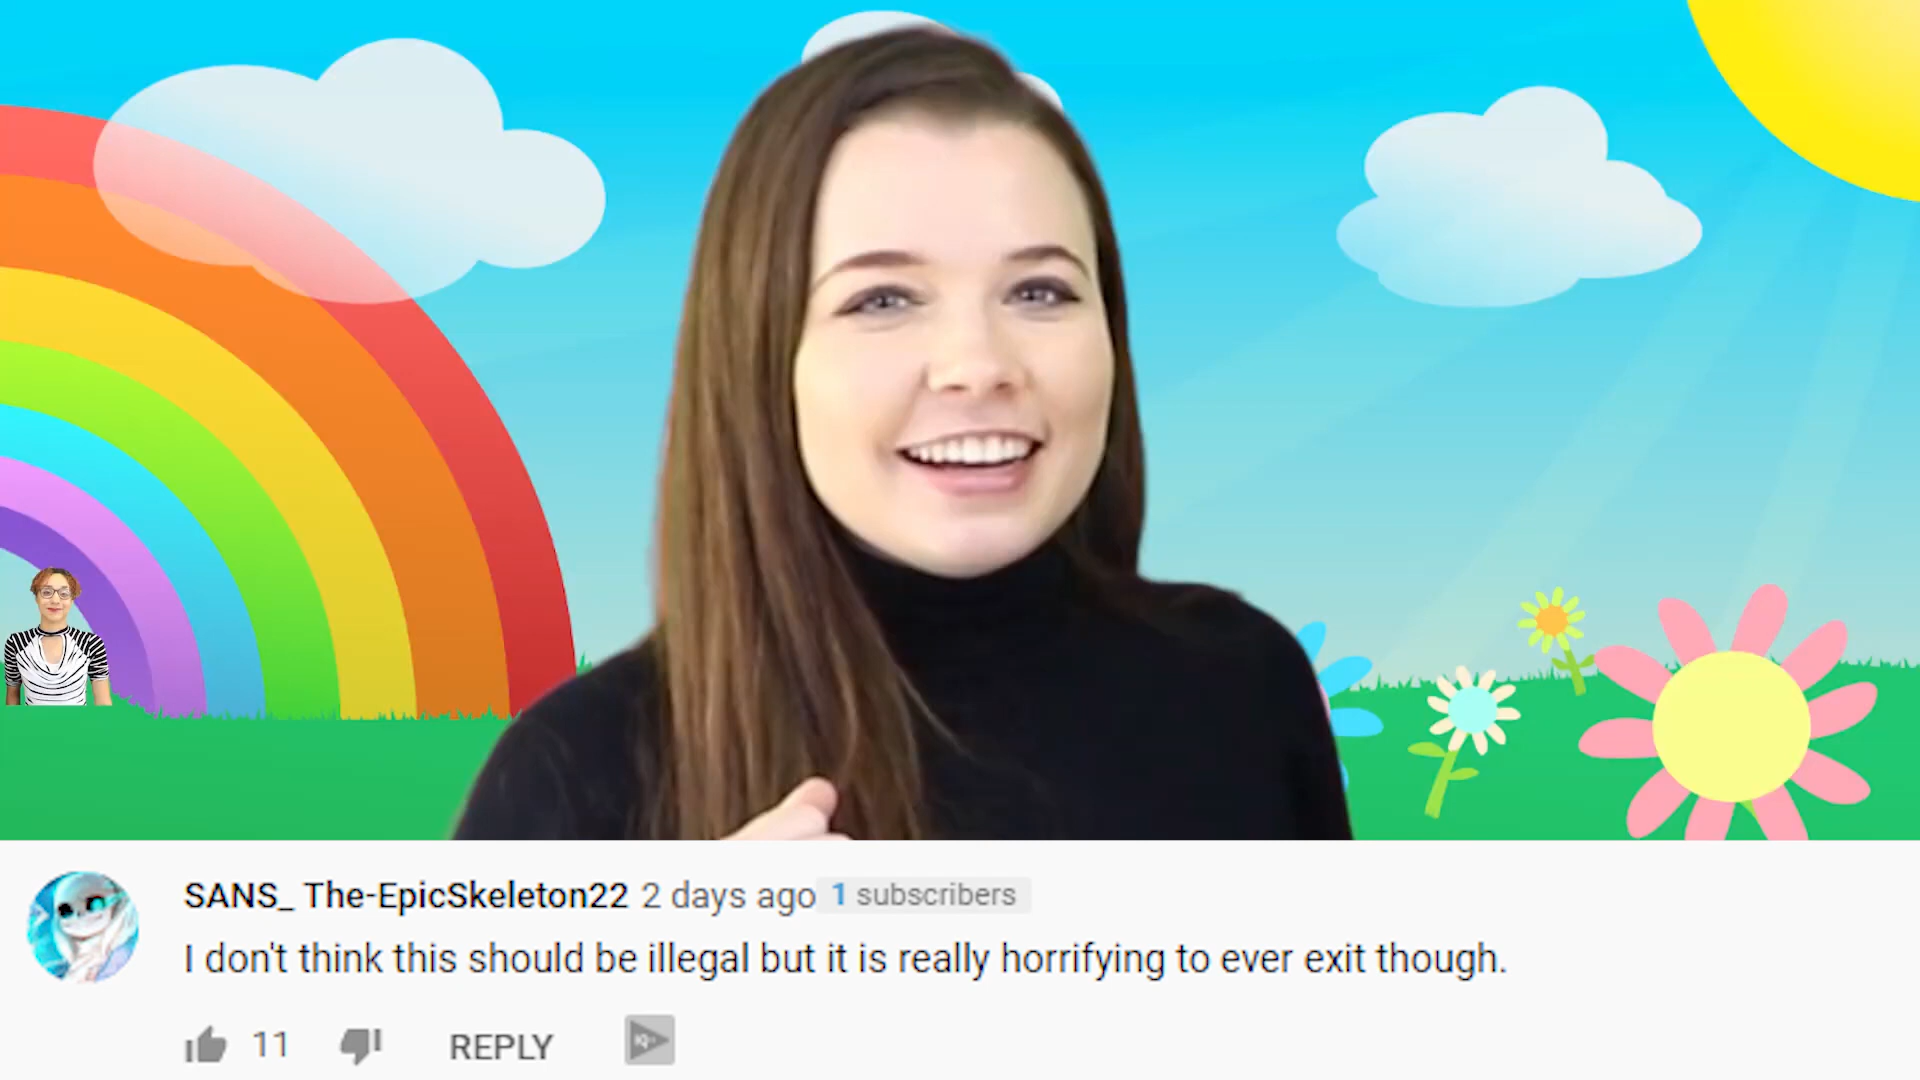 SANS_ The-EpicSkeleton22 2 days ago 1 subscribers
I don't think this should be illegal but it is really horrifying to ever exit though.
11 REPLY